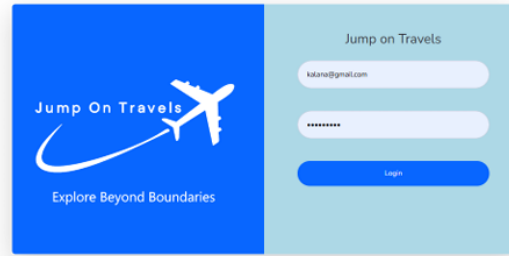 Jump On Travels
Explore Beyond Boundaries
Jump on Travels
kalana@gmail.com
•••••••••
Login